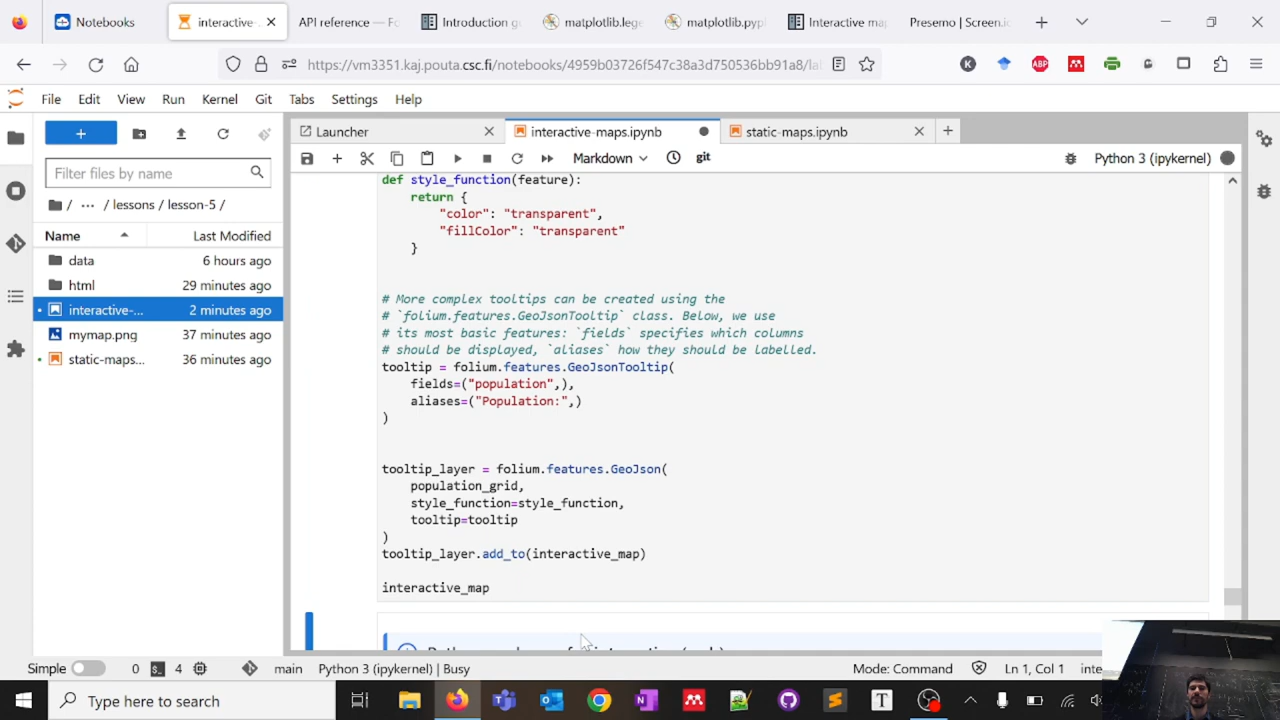 Notebooks
interactive-
API reference — Fo
Introduction
matplotlib.lege
matplotlib.pypl
Interactive ma
Presemo | Screen.io
https://vm3351.kaj.pouta.csc.fi/notebooks/4959b03726f547c38a3d750536bb91a8/lal
File Edit View Run Kernel Git Tabs Settings Help
Launcher
interactive-maps.ipynb
static-maps.ipynb
Markdown
git
Python 3 (ipykernel)
Filter files by name
/ ··· / lessons / lesson-5 /
Name Last Modified
data 6 hours ago
html 29 minutes ago
interactive-... 2 minutes ago
mymap.png 37 minutes ago
static-maps... 36 minutes ago
def style_function(feature):
return {
"color": "transparent",
"fillColor": "transparent"
}
# More complex tooltips can be created using the
# `folium.features.GeoJsonTooltip` class. Below, we use
# its most basic features: `fields` specifies which columns
# should be displayed, `aliases` how they should be labelled.
tooltip = folium.features.GeoJsonTooltip(
fields=("population",),
aliases=("Population:",)
)
tooltip_layer = folium.features.GeoJson(
population_grid,
style_function=style_function,
tooltip=tooltip
)
tooltip_layer.add_to(interactive_map)
interactive_map
Simple 0 4 main Python 3 (ipykernel) | Busy
Mode: Command Ln 1, Col 1 inte
Type here to search